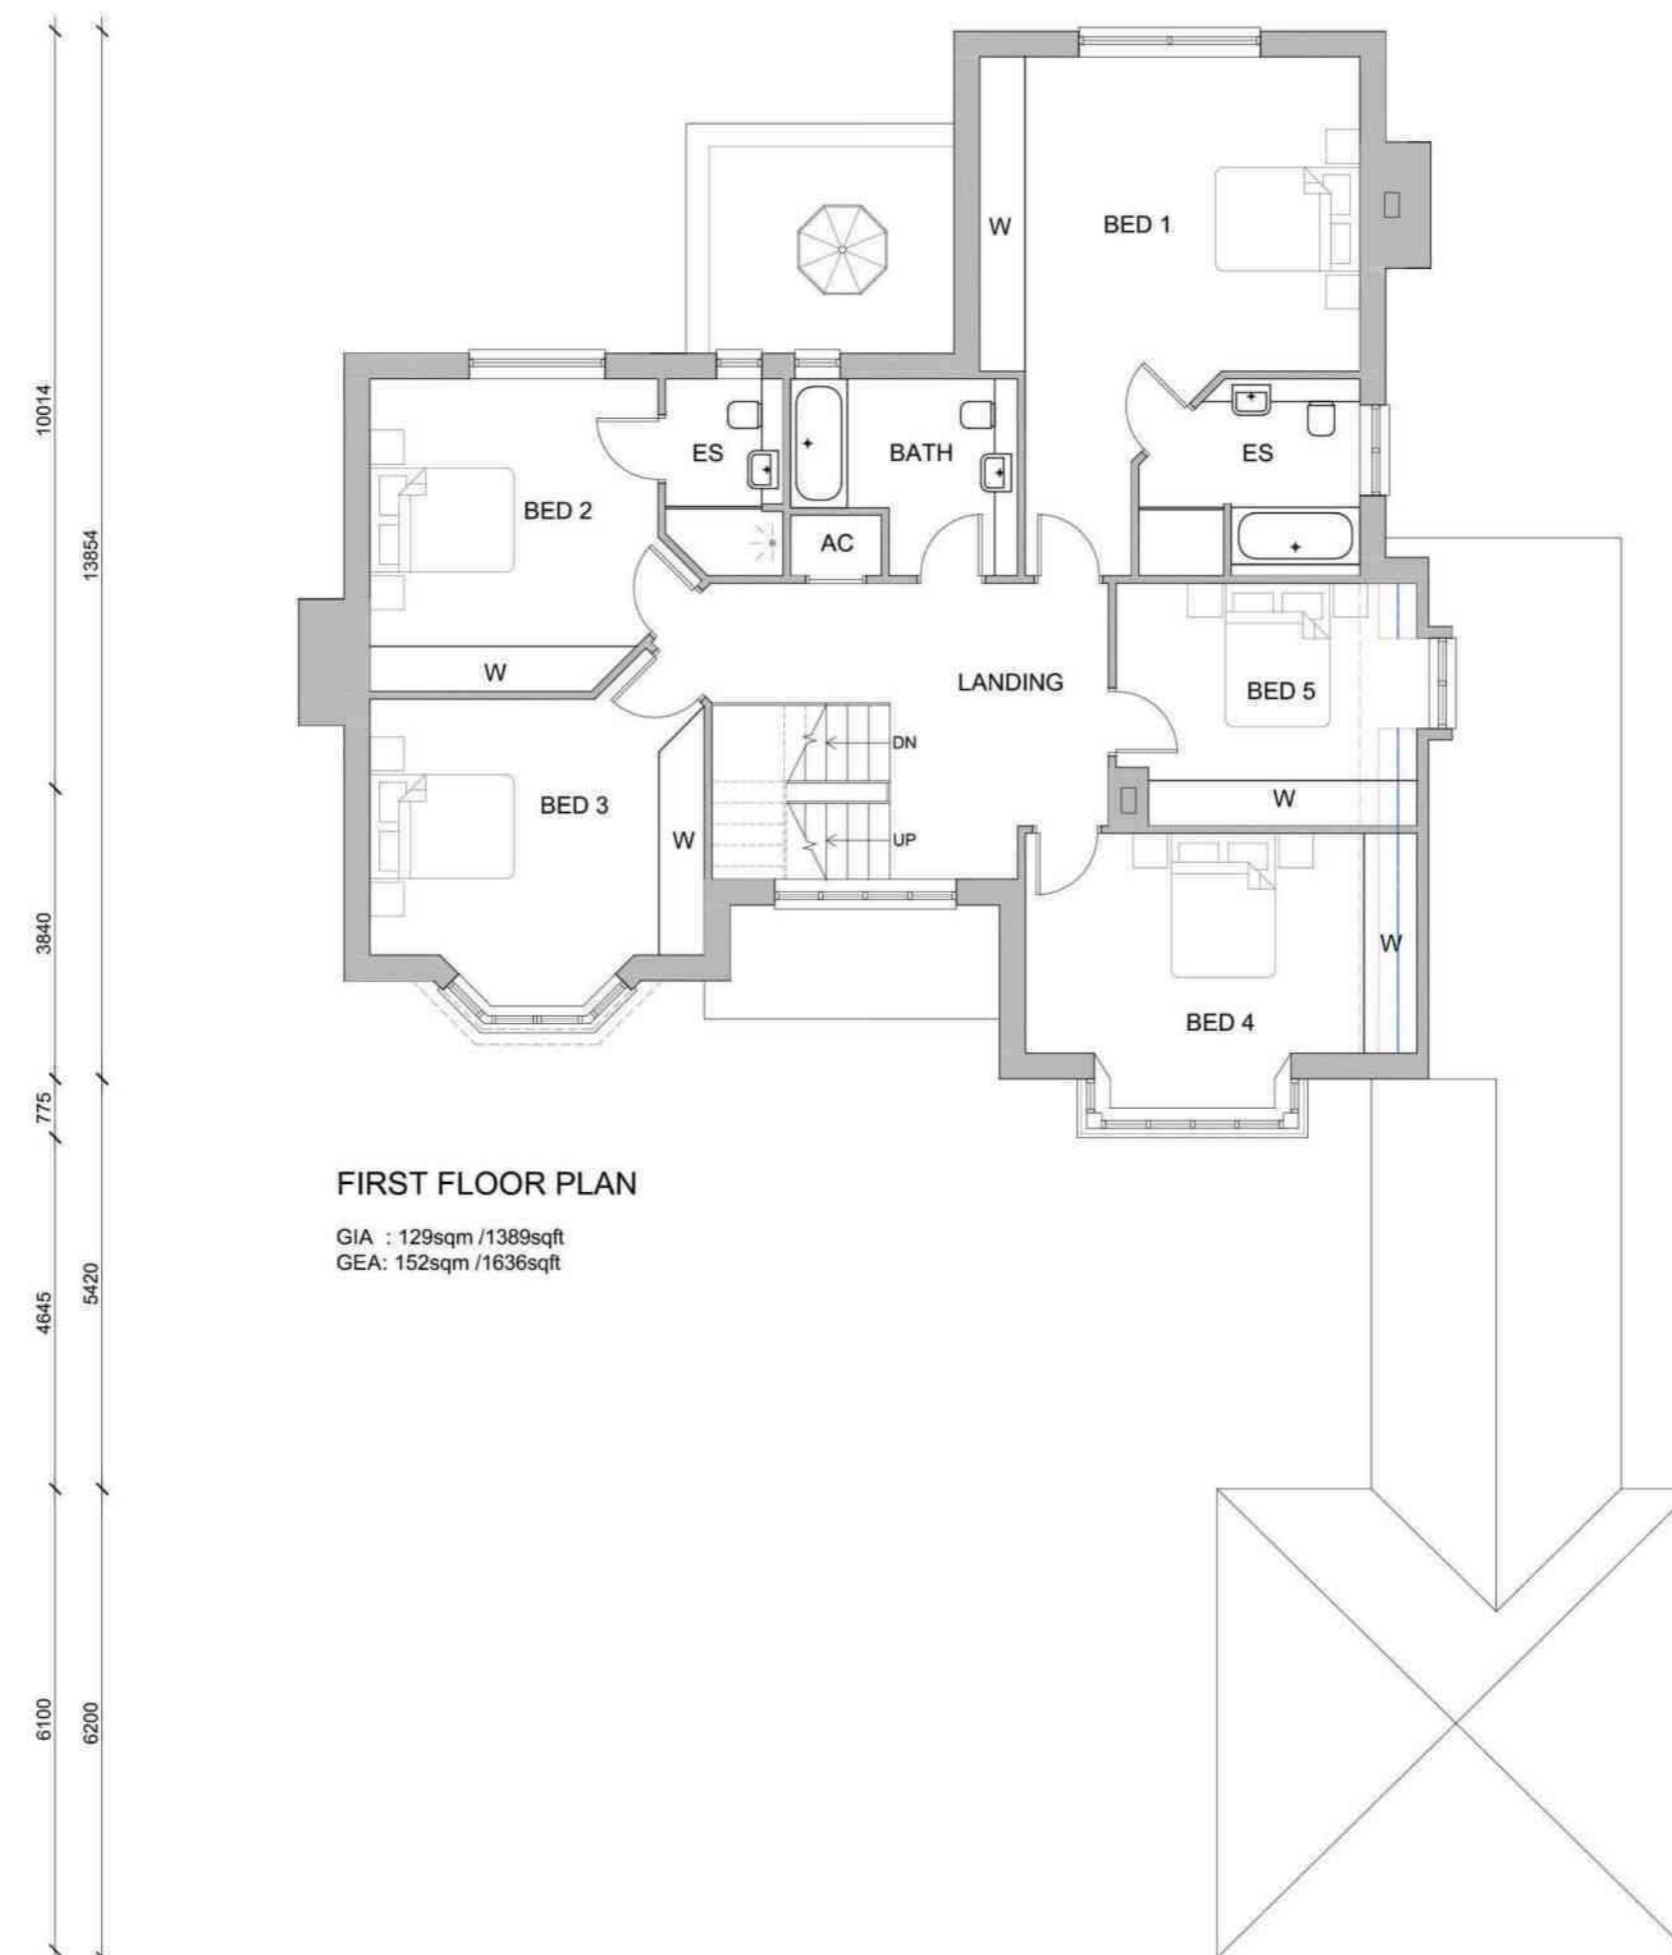 BED 1
W
10014
ES
BATH
ES
BED 2
13854
AC
W
LANDING
BED 5
DN
BED 3
W
W
UP
3840
W
BED 4
775
FIRST FLOOR PLAN
GIA : 129sqm /1389sqft
GEA: 152sqm /1636sqft
4645
5420
6100
6200